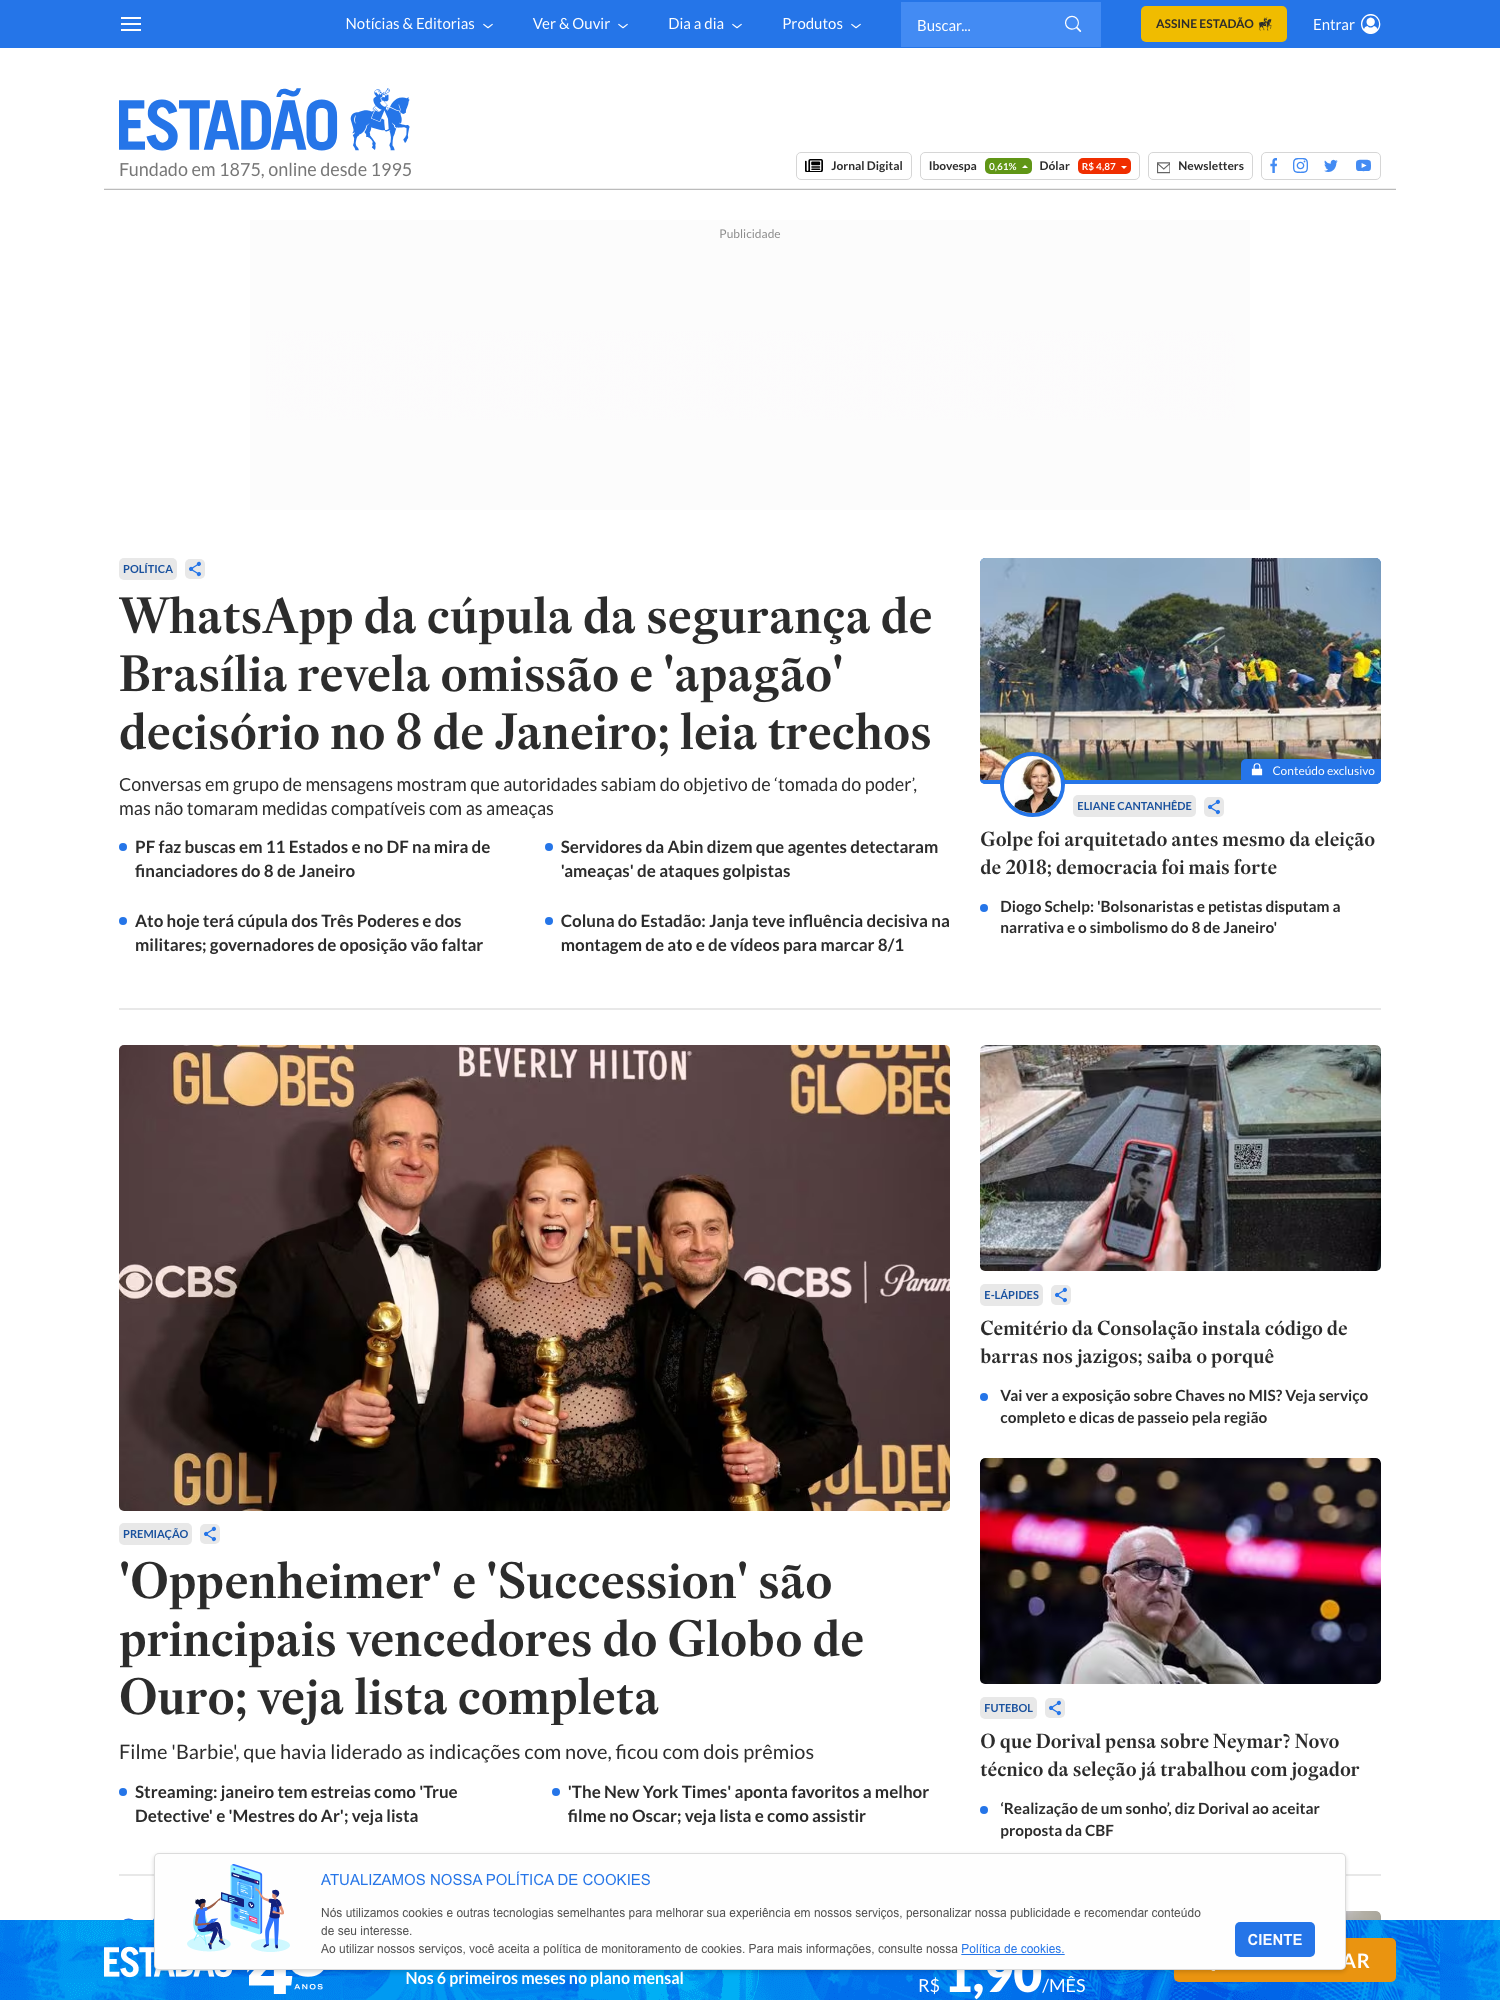 Notícias & Editorias
Ver & Ouvir
Dia a dia
Produtos
Buscar...
ASSINE ESTADÃO
Entrar
ESTADÃO
Fundado em 1875, online desde 1995
Jornal Digital
Ibovespa 0,61% Dólar R$ 4,87
Newsletters
Publicidade
POLÍTICA
WhatsApp da cúpula da segurança de
Brasília revela omissão e 'apagão'
decisório no 8 de Janeiro; leia trechos
Conversas em grupo de mensagens mostram que autoridades sabiam do objetivo de ‘tomada do poder’,
mas não tomaram medidas compatíveis com as ameaças
PF faz buscas em 11 Estados e no DF na mira de
financiadores do 8 de Janeiro
Servidores da Abin dizem que agentes detectaram
'ameaças' de ataques golpistas
Ato hoje terá cúpula dos Três Poderes e dos
militares; governadores de oposição vão faltar
Coluna do Estadão: Janja teve influência decisiva na
montagem de ato e de vídeos para marcar 8/1
Conteúdo exclusivo
ELIANE CANTANHÊDE
Golpe foi arquitetado antes mesmo da eleição
de 2018; democracia foi mais forte
Diogo Schelp: 'Bolsonaristas e petistas disputam a
narrativa e o simbolismo do 8 de Janeiro'
GOLDEN
GLOBES
BEVERLY HILTON
GOLDEN
GLOBES
CBS
GOLDEN
CBS
Param
GOL
GOLDEN
GLOBES
PREMIAÇÃO
'Oppenheimer' e 'Succession' são
principais vencedores do Globo de
Ouro; veja lista completa
Filme 'Barbie', que havia liderado as indicações com nove, ficou com dois prêmios
Streaming: janeiro tem estreias como 'True
Detective' e 'Mestres do Ar'; veja lista
'The New York Times' aponta favoritos a melhor
filme no Oscar; veja lista e como assistir
E-LÁPIDES
Cemitério da Consolação instala código de
barras nos jazigos; saiba o porquê
Vai ver a exposição sobre Chaves no MIS? Veja serviço
completo e dicas de passeio pela região
FUTEBOL
O que Dorival pensa sobre Neymar? Novo
técnico da seleção já trabalhou com jogador
‘Realização de um sonho’, diz Dorival ao aceitar
proposta da CBF
ATUALIZAMOS NOSSA POLÍTICA DE COOKIES
Nós utilizamos cookies e outras tecnologias semelhantes para melhorar sua experiência em nossos serviços, personalizar nossa publicidade e recomendar conteúdo
de seu interesse.
Ao utilizar nossos serviços, você aceita a política de monitoramento de cookies. Para mais informações, consulte nossa Política de cookies.
CIENTE
ANOS
Nos 6 primeiros meses no plano mensal
R$ 1,90/MÊS
AR